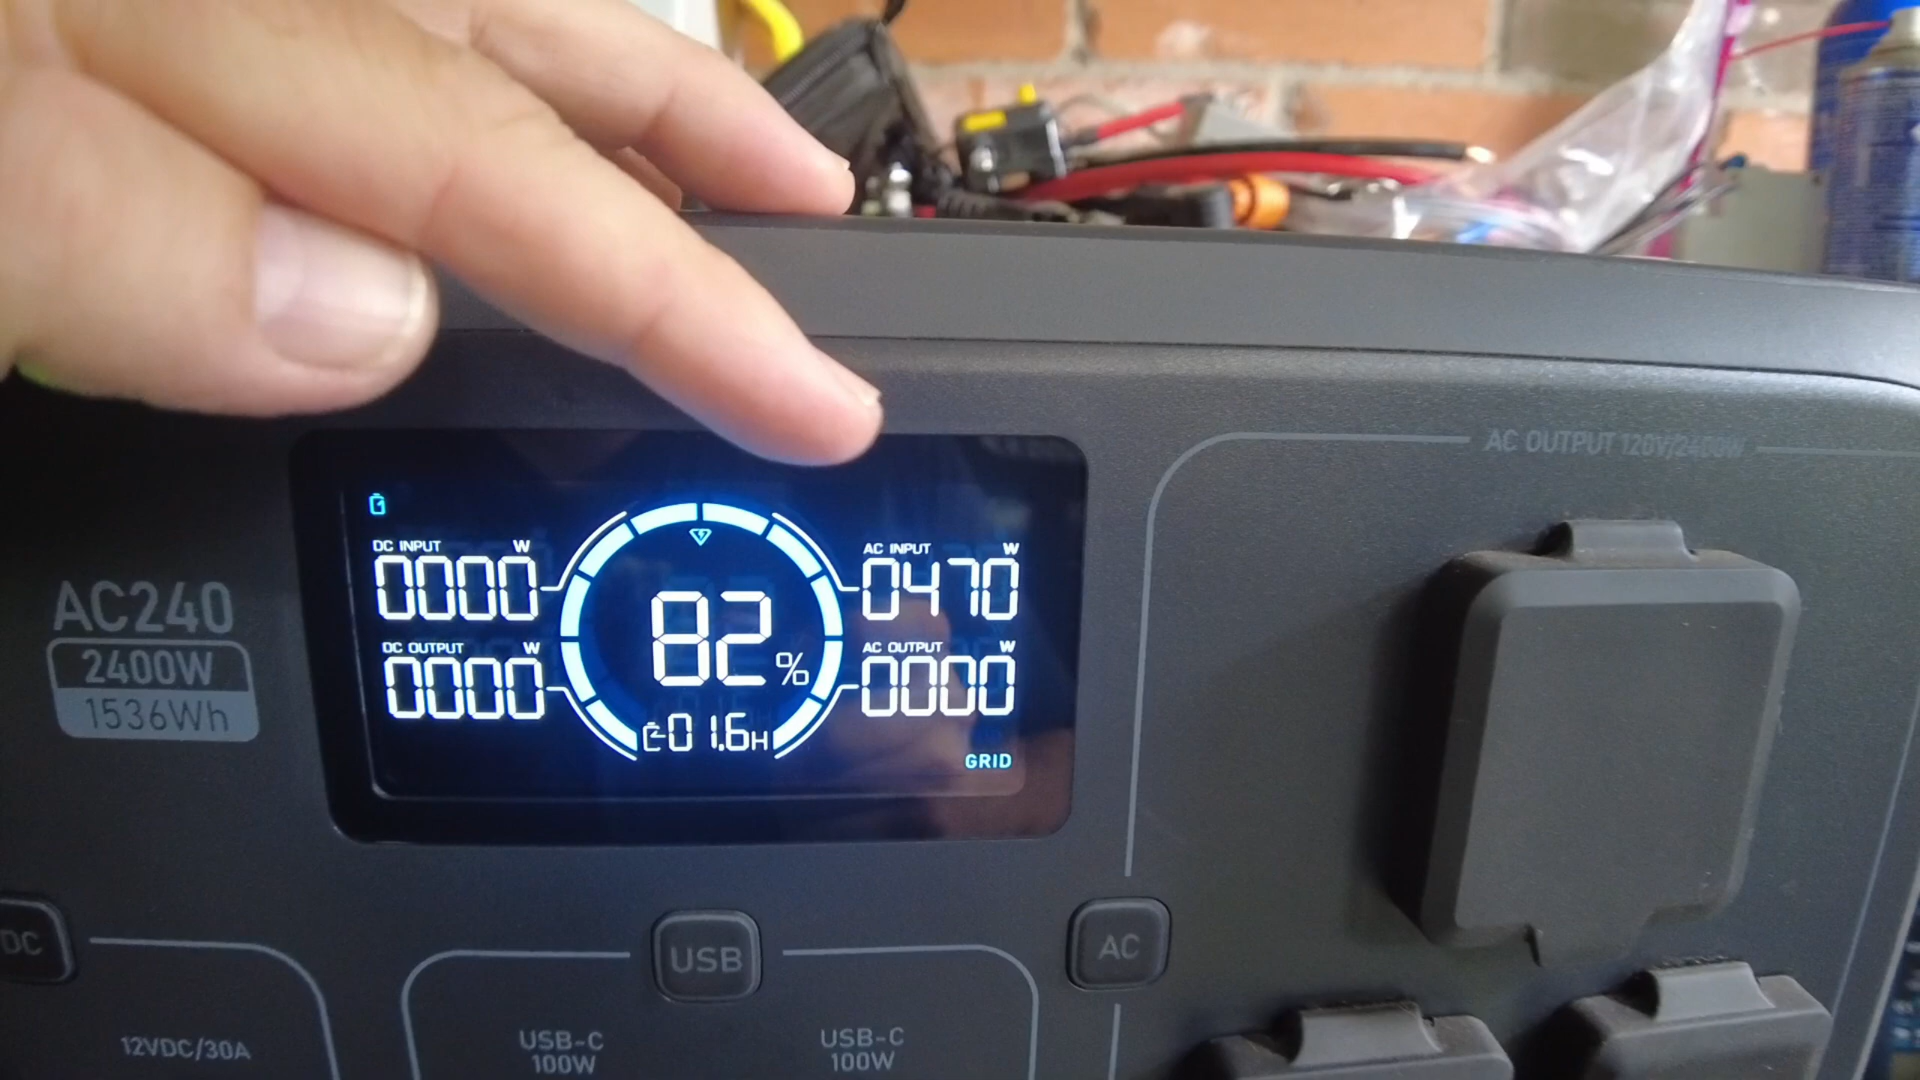 AC OUTPUT 120V/2400W
DC INPUT W
0000
AC INPUT W
0470
82%
DC OUTPUT W
0000
AC OUTPUT W
0000
01.6H
GRID
AC240
2400W
1536Wh
DC
USB
AC
12VDC/30A
USB-C
100W
USB-C
100W